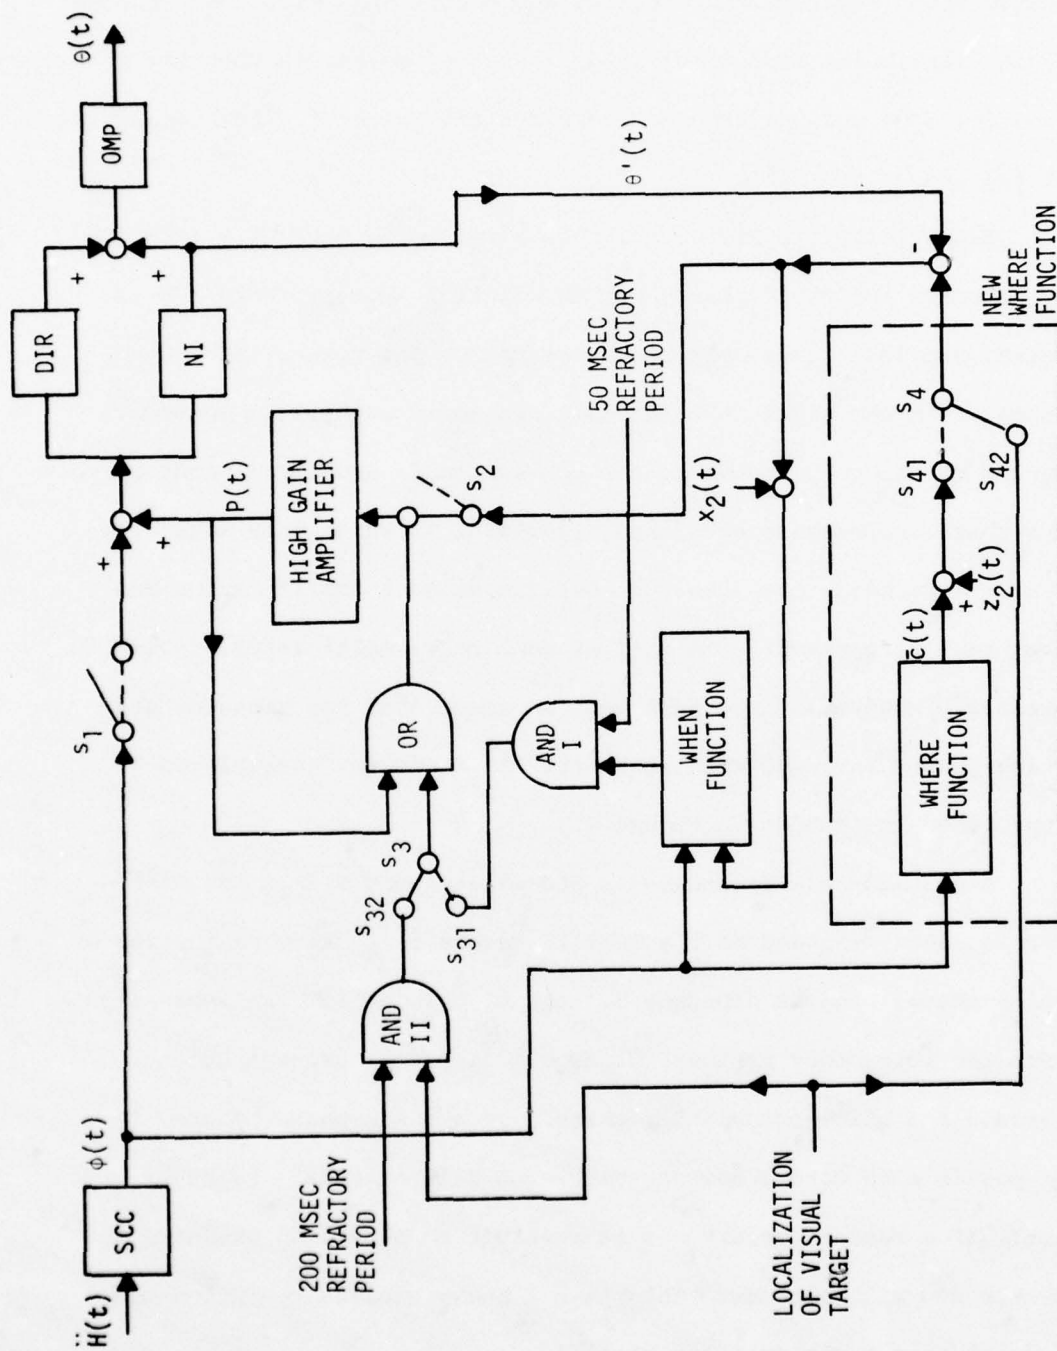 Ḧ(t)
SCC
ϕ(t)
s₁
+
+
P(t)
DIR
NI
+
+
OMP
θ(t)
θ'(t)
HIGH GAIN
AMPLIFIER
s₂
OR
s₃
s₃₂
s₃₁
AND
II
200 MSEC
REFRACTORY
PERIOD
AND
I
50 MSEC
REFRACTORY
PERIOD
WHEN
FUNCTION
x₂(t)
LOCALIZATION
OF VISUAL
TARGET
WHERE
FUNCTION
c̄(t)
+
z₂(t)
s₄₁
s₄
s₄₂
-
NEW
WHERE
FUNCTION